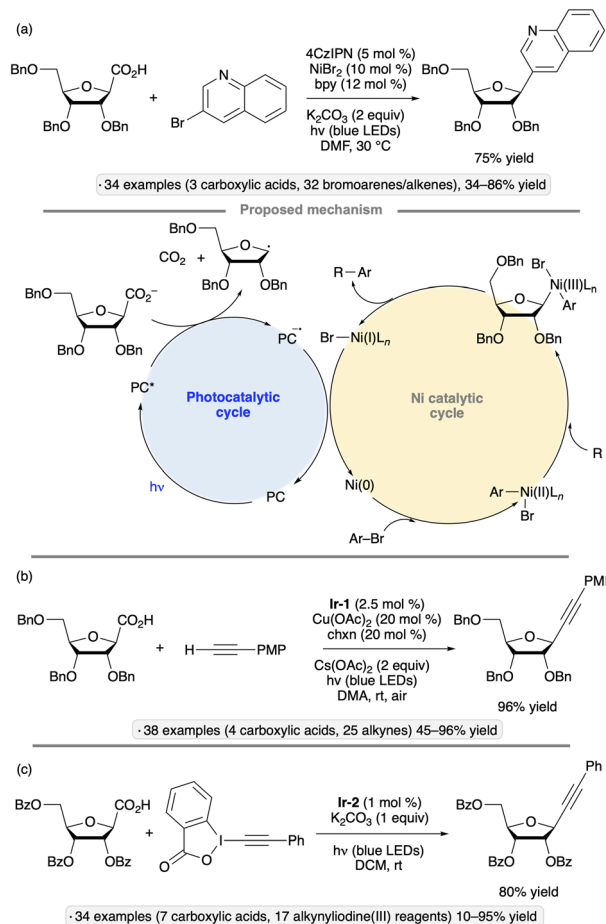 (a)
BnO
O
CO₂H
BnO
OBn
+
N
Br
4CzIPN (5 mol %)
NiBr₂ (10 mol %)
bpy (12 mol %)
K₂CO₃ (2 equiv)
hν (blue LEDs)
DMF, 30 °C
N
BnO
O
BnO
OBn
75% yield
· 34 examples (3 carboxylic acids, 32 bromoarenes/alkenes), 34–86% yield
Proposed mechanism
CO₂ +
BnO
O
·
BnO
OBn
BnO
O
CO₂⁻
BnO
OBn
PC⁻·
PC*
Photocatalytic
cycle
hν
PC
R–Ar
Br–Ni(I)Lₙ
OBn
Br
Ni(III)Lₙ
O
Ar
BnO
OBn
Ni catalytic
cycle
R
Ni(0)
Ar–Ni(II)Lₙ
Br
Ar–Br
(b)
BnO
O
CO₂H
BnO
OBn
+
H
PMP
Ir-1 (2.5 mol %)
Cu(OAc)₂ (20 mol %)
chxn (20 mol %)
Cs(OAc)₂ (2 equiv)
hν (blue LEDs)
DMA, rt, air
BnO
O
BnO
OBn
96% yield
· 38 examples (4 carboxylic acids, 25 alkynes) 45–96% yield
(c)
BzO
O
CO₂H
BzO
OBz
+
I
Ph
O
O
Ir-2 (1 mol %)
K₂CO₃ (1 equiv)
hν (blue LEDs)
DCM, rt
Ph
BzO
O
BzO
OBz
80% yield
· 34 examples (7 carboxylic acids, 17 alkynyliodine(III) reagents) 10–95% yield